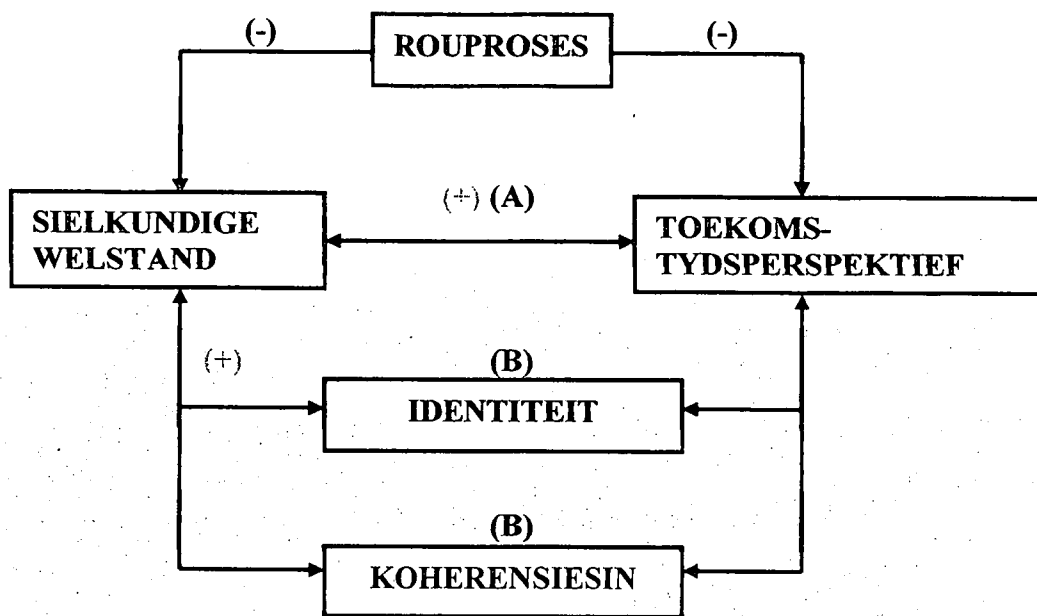 (-)
ROUPROSES
(-)
SIELKUNDIGE
WELSTAND
(+) (A)
TOEKOMS-
TYDSPERSPEKTIEF
(+)
(B)
IDENTITEIT
(B)
KOHERENSIESIN